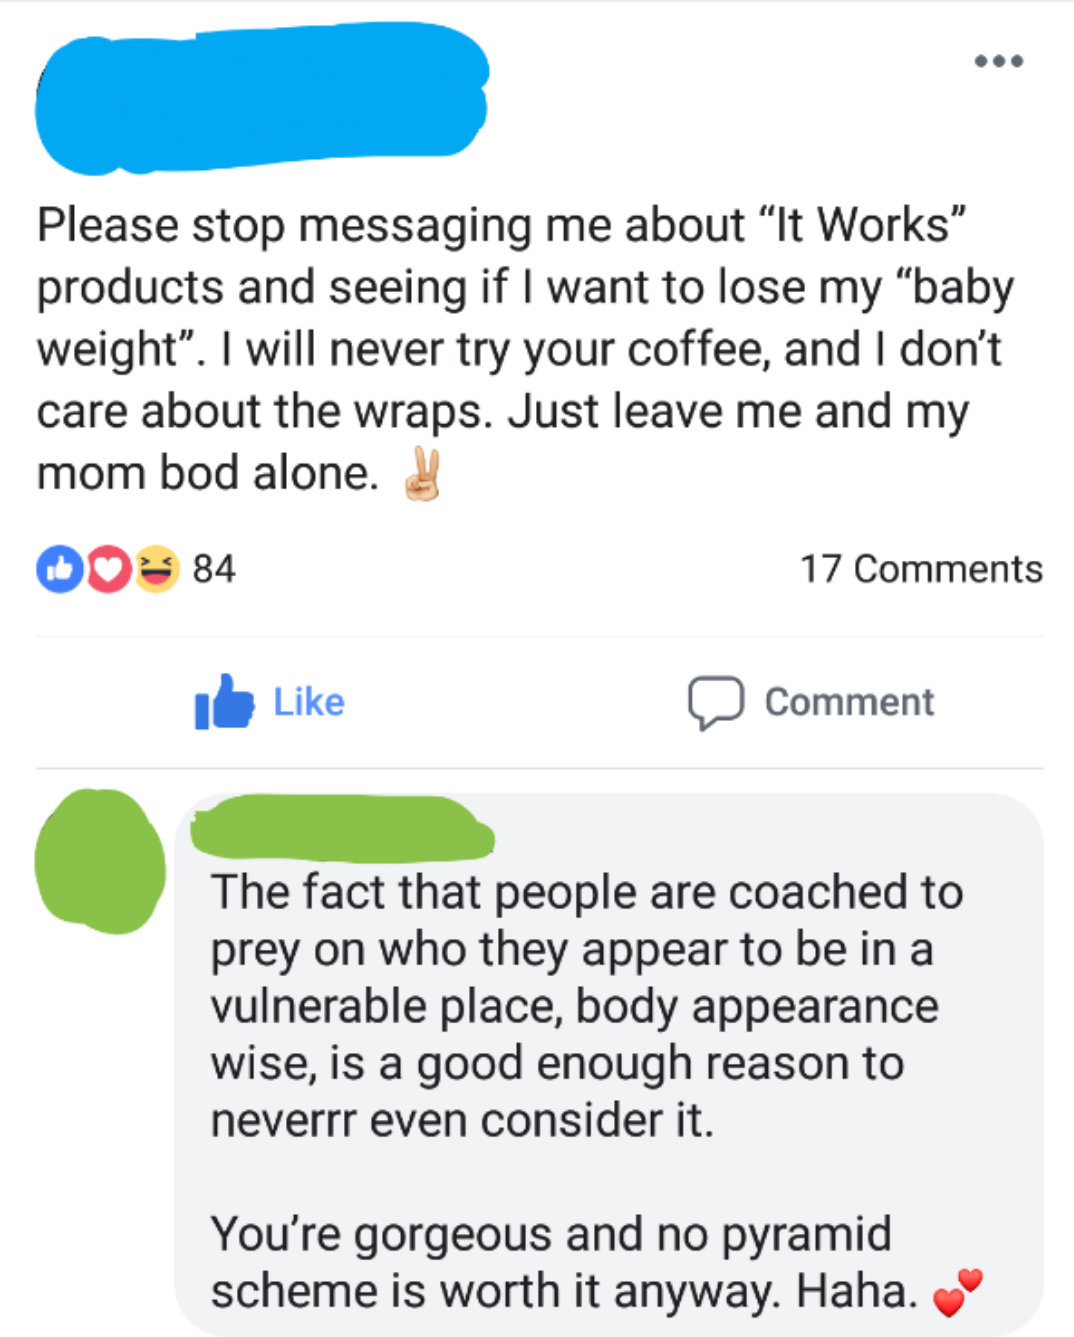 Please stop messaging me about “It Works”
products and seeing if I want to lose my “baby
weight”. I will never try your coffee, and I don’t
care about the wraps. Just leave me and my
mom bod alone. ✌🏼
84
17 Comments
Like
Comment
The fact that people are coached to
prey on who they appear to be in a
vulnerable place, body appearance
wise, is a good enough reason to
neverrr even consider it.
You’re gorgeous and no pyramid
scheme is worth it anyway. Haha. 💕